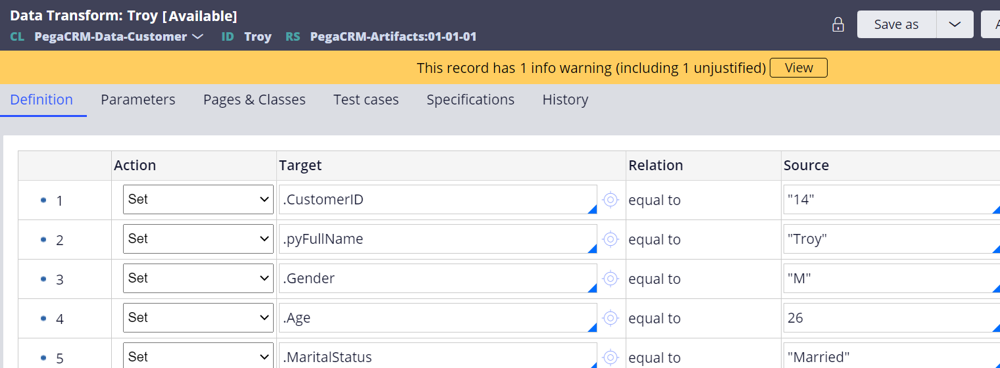 Data Transform: Troy [Available]
CL PegaCRM-Data-Customer ID Troy RS PegaCRM-Artifacts:01-01-01
Save as
This record has 1 info warning (including 1 unjustified) View
Definition Parameters Pages & Classes Test cases Specifications History
Action Target Relation Source
1 Set .CustomerID equal to "14"
2 Set .pyFullName equal to "Troy"
3 Set .Gender equal to "M"
4 Set .Age equal to 26
5 Set .MaritalStatus equal to "Married"